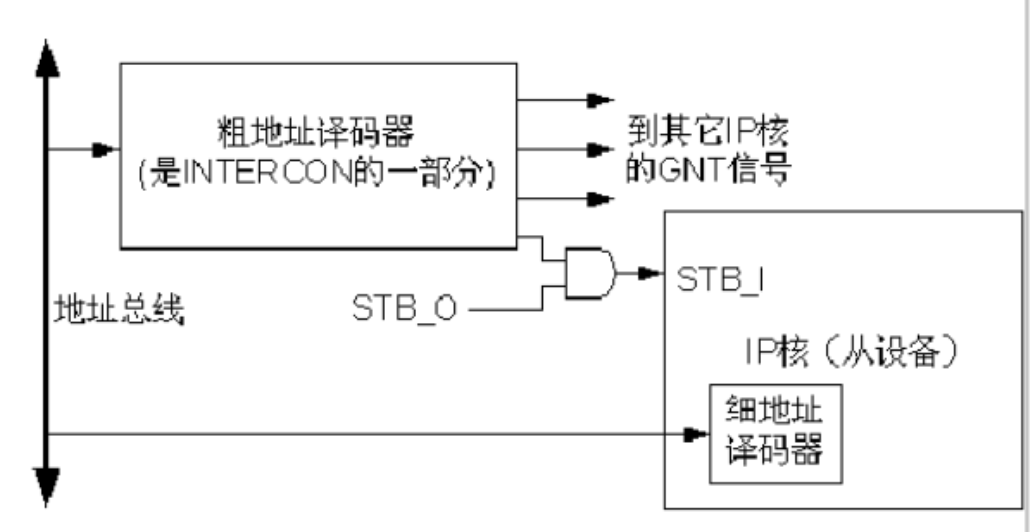 粗地址译码器
(是INTERCON的一部分)
到其它IP核
的GNT信号
地址总线
STB_O
STB_I
IP核（从设备）
细地址
译码器